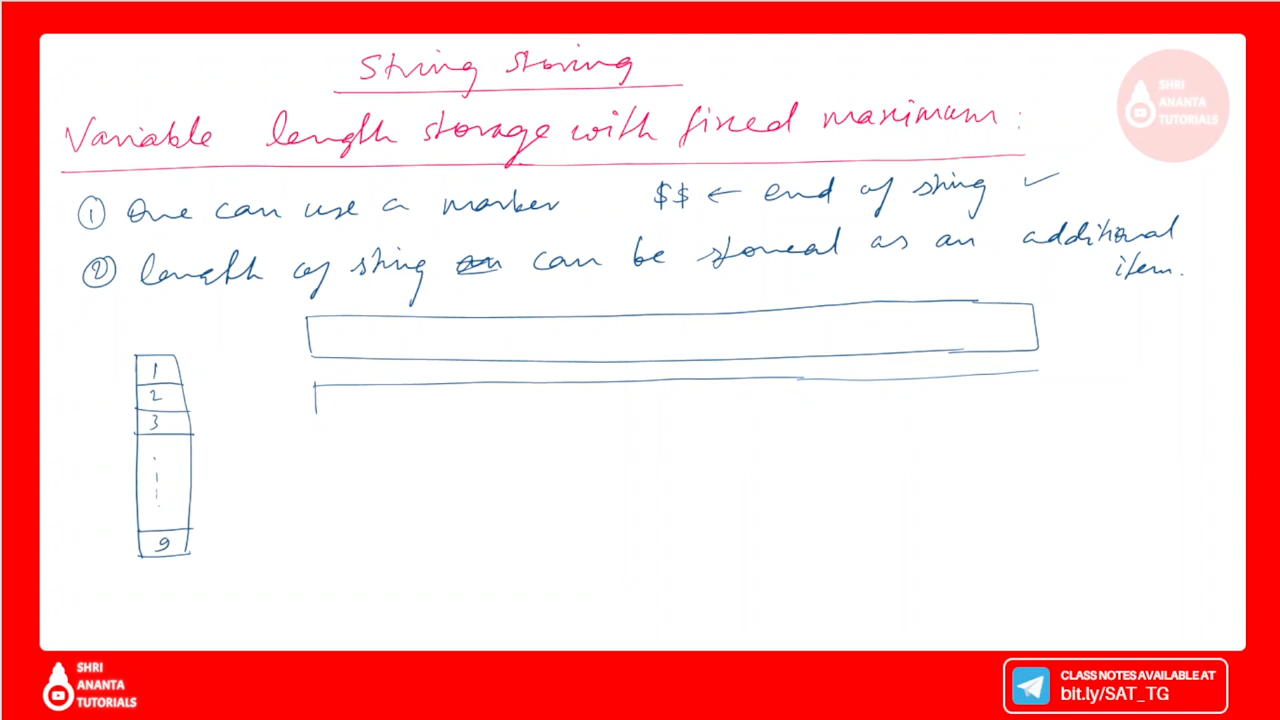 String storing
Variable length storage with fixed maximum :
① One can use a marker $$ ← end of string ✓
② length of string can be stored as an additional
item.
1
2
3
9
SHRI
ANANTA
TUTORIALS
SHRI
ANANTA
TUTORIALS
CLASS NOTES AVAILABLE AT
bit.ly/SAT_TG